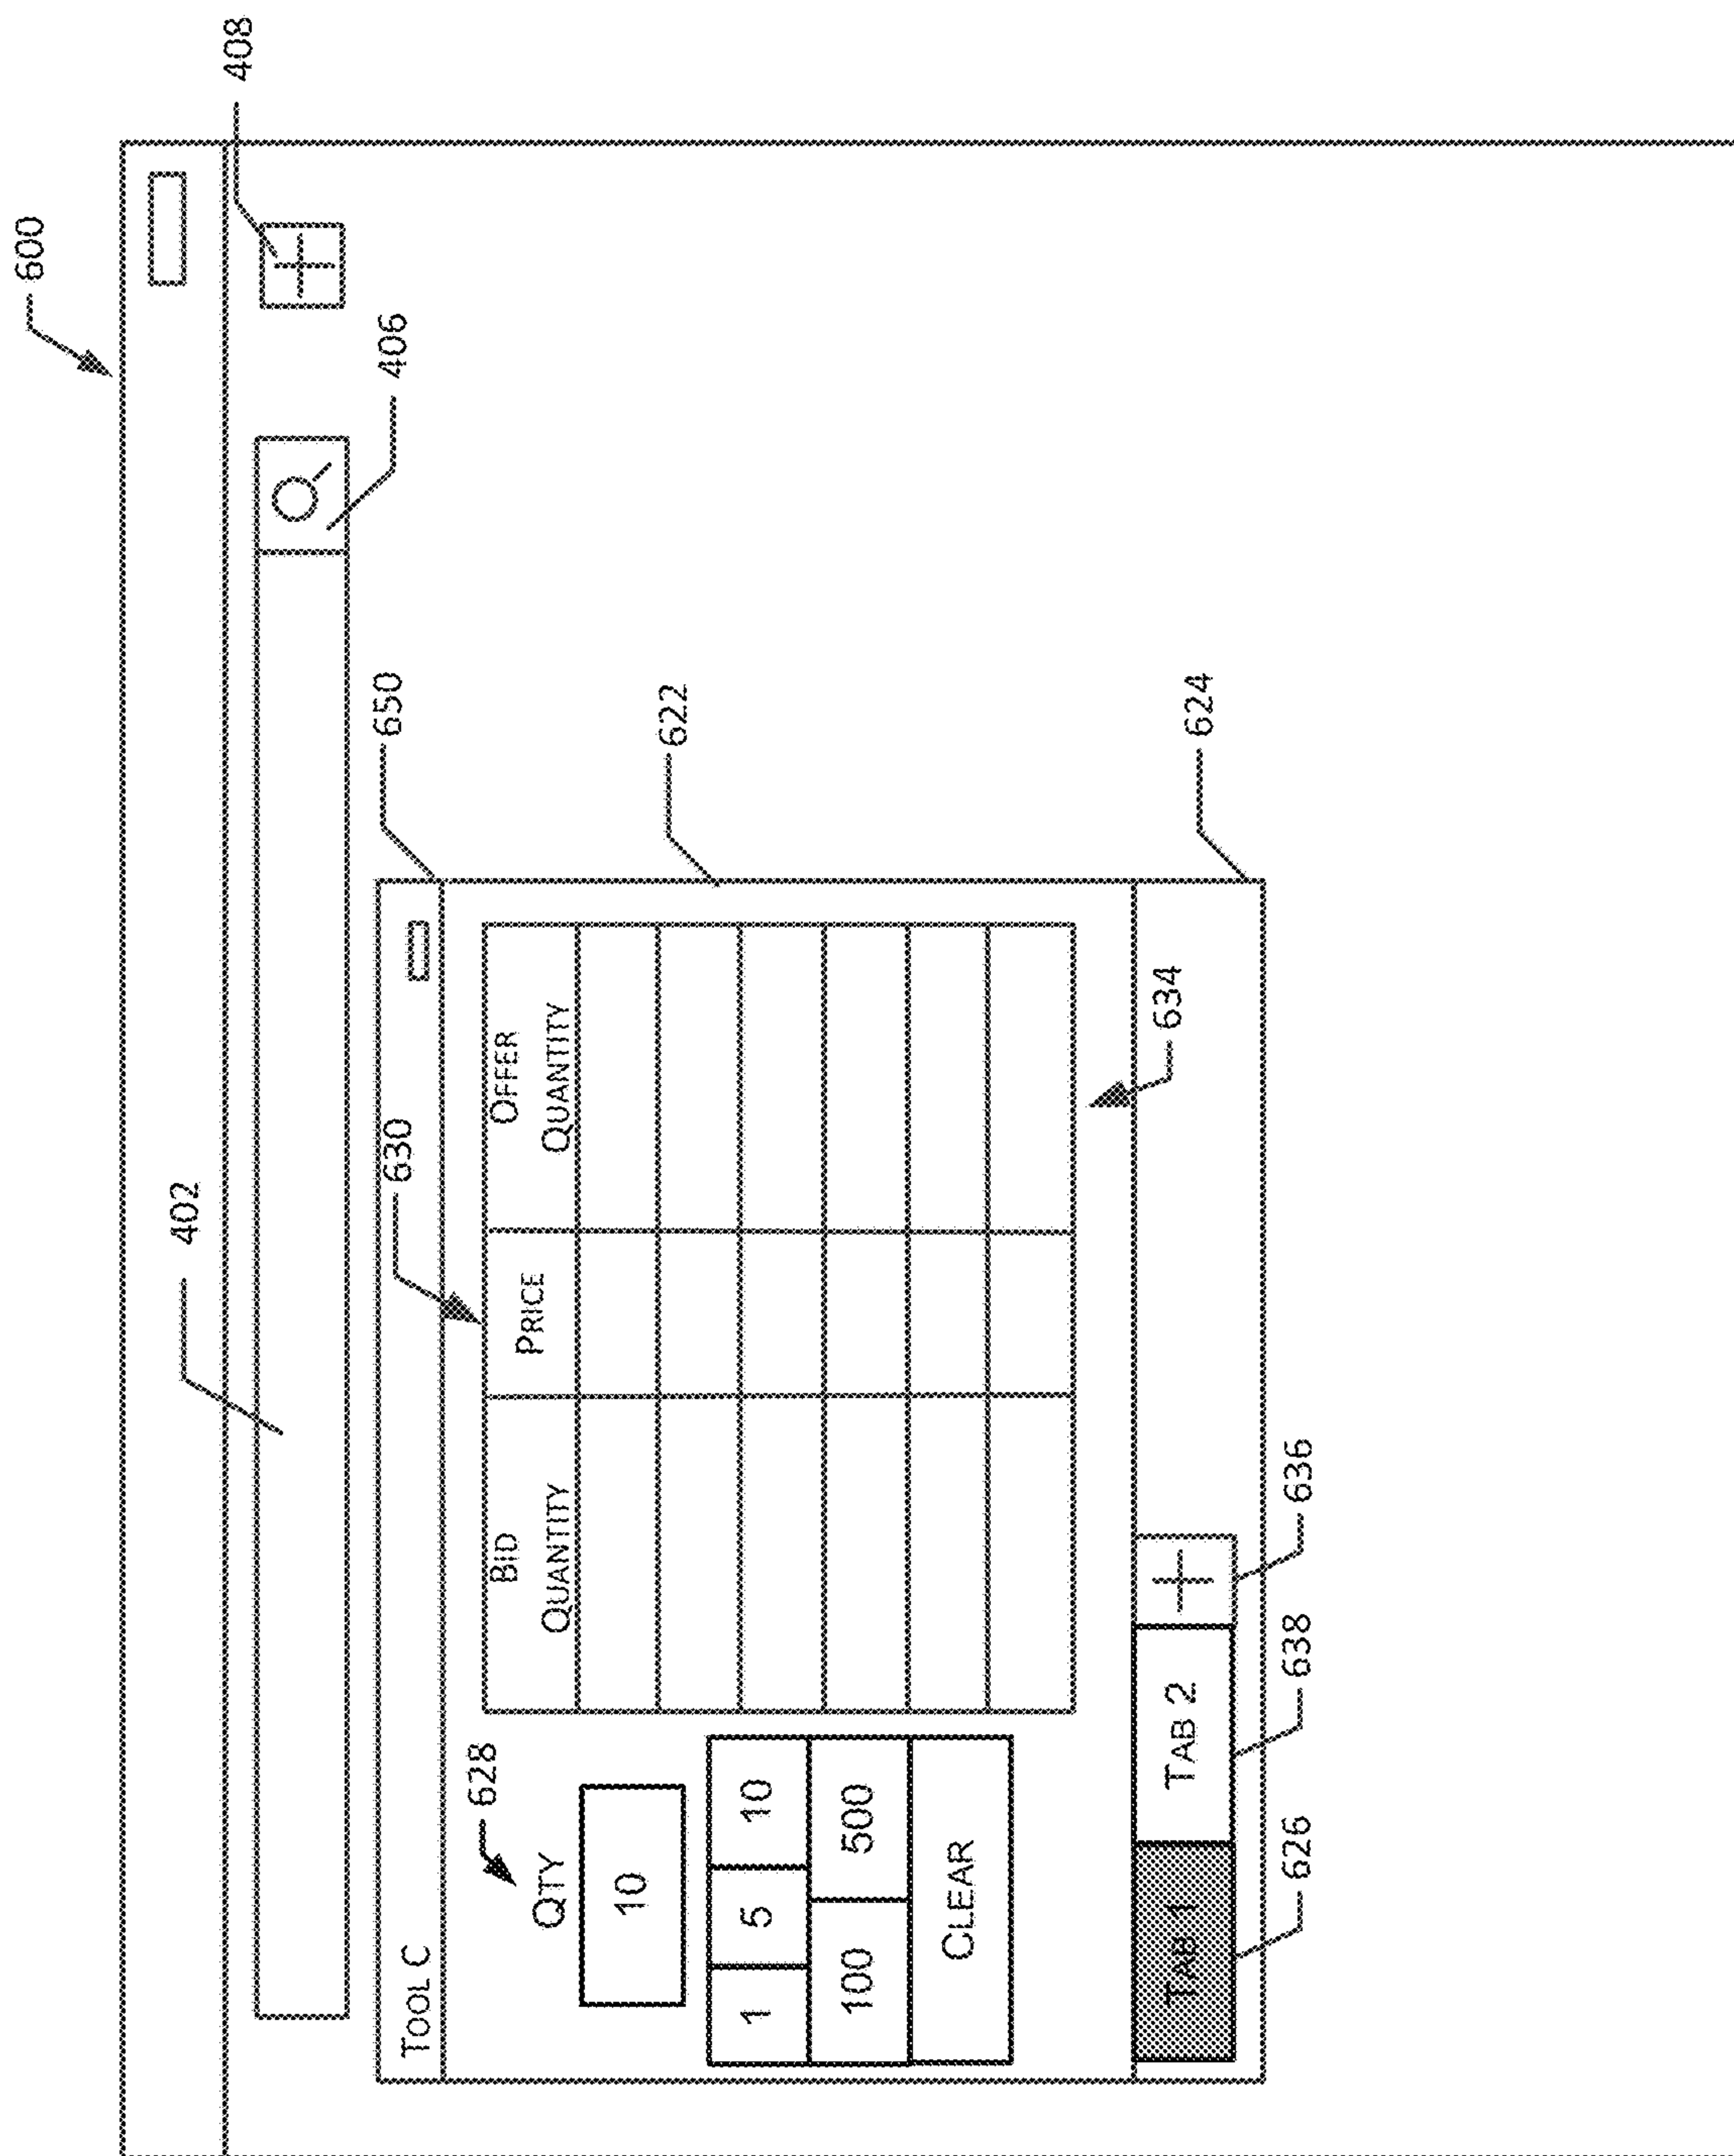 600
408
402
406
650
TOOL C
630
628
QTY
10
1 5 10
100 500
CLEAR
BID
QUANTITY
PRICE
OFFER
QUANTITY
622
634
TAB 1
TAB 2
624
626
638
636